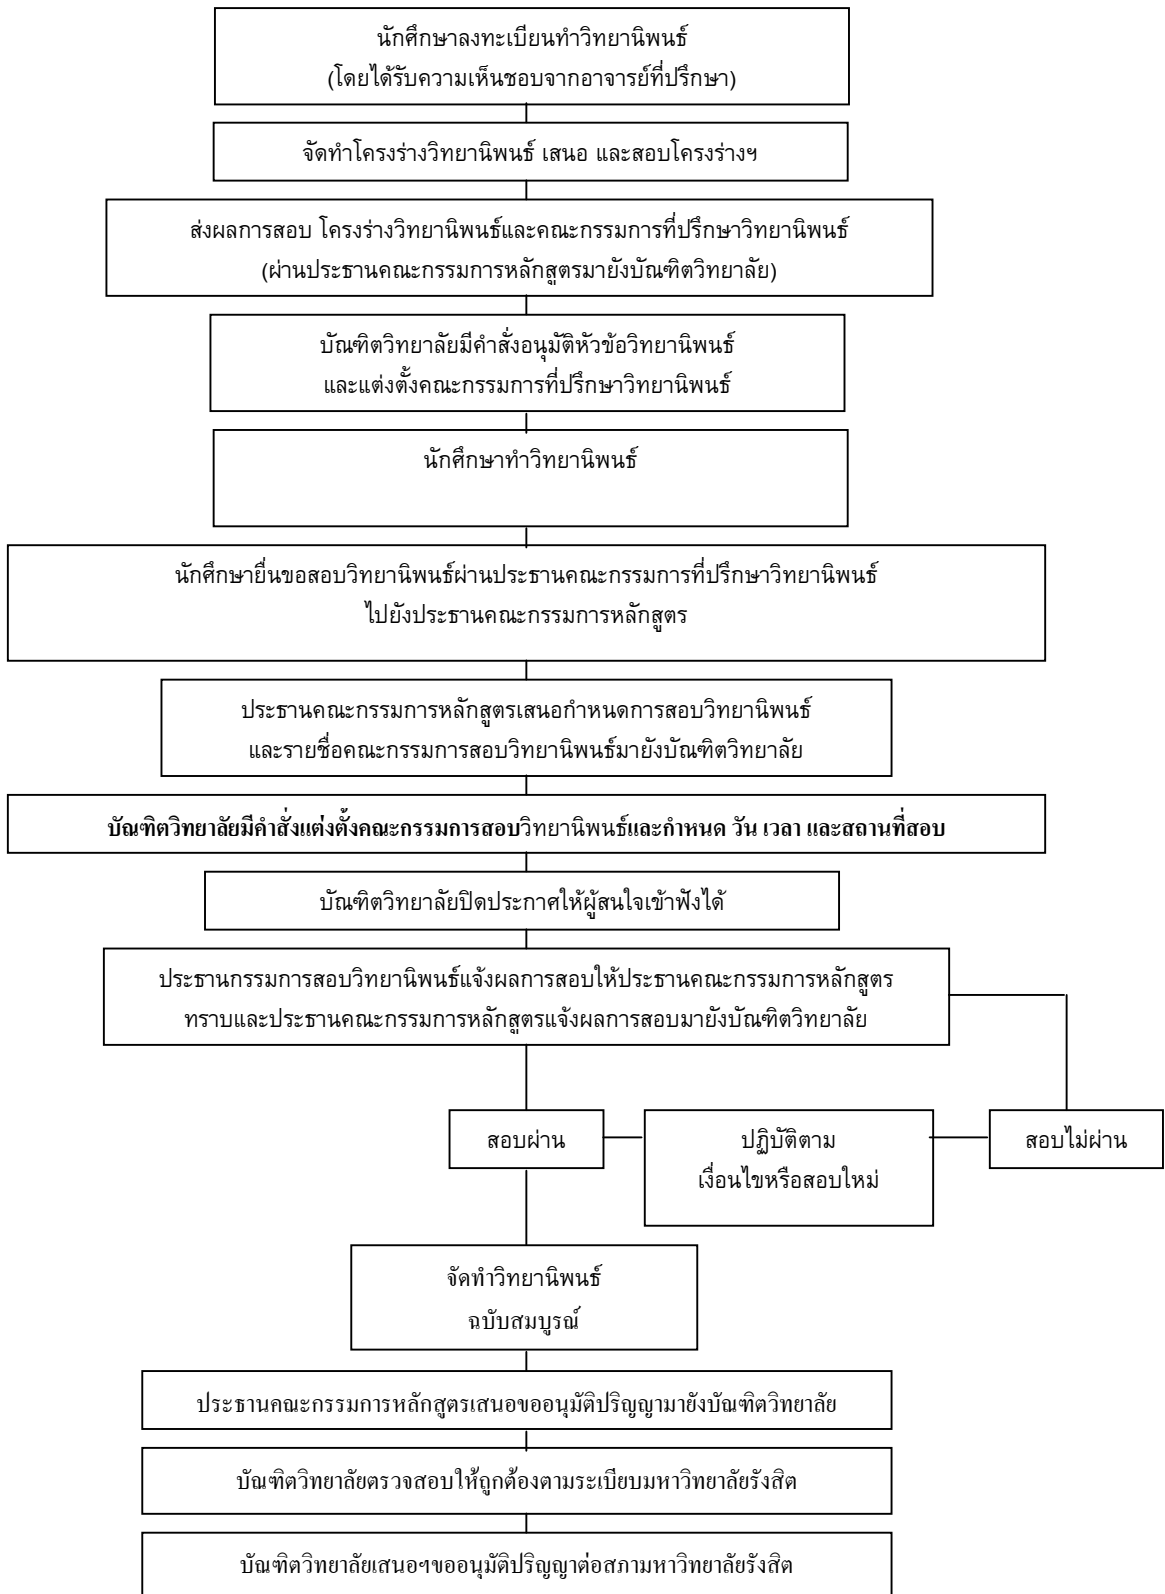 นักศึกษาลงทะเบียนทำวิทยานิพนธ์
(โดยได้รับความเห็นชอบจากอาจารย์ที่ปรึกษา)
จัดทำโครงร่างวิทยานิพนธ์ เสนอ และสอบโครงร่างฯ
ส่งผลการสอบ โครงร่างวิทยานิพนธ์และคณะกรรมการที่ปรึกษาวิทยานิพนธ์
(ผ่านประธานคณะกรรมการหลักสูตรมายังบัณฑิตวิทยาลัย)
บัณฑิตวิทยาลัยมีคำสั่งอนุมัติหัวข้อวิทยานิพนธ์
และแต่งตั้งคณะกรรมการที่ปรึกษาวิทยานิพนธ์
นักศึกษาทำวิทยานิพนธ์
นักศึกษายื่นขอสอบวิทยานิพนธ์ผ่านประธานคณะกรรมการที่ปรึกษาวิทยานิพนธ์
ไปยังประธานคณะกรรมการหลักสูตร
ประธานคณะกรรมการหลักสูตรเสนอกำหนดการสอบวิทยานิพนธ์
และรายชื่อคณะกรรมการสอบวิทยานิพนธ์มายังบัณฑิตวิทยาลัย
บัณฑิตวิทยาลัยมีคำสั่งแต่งตั้งคณะกรรมการสอบวิทยานิพนธ์และกำหนด วัน เวลา และสถานที่สอบ
บัณฑิตวิทยาลัยปิดประกาศให้ผู้สนใจเข้าฟังได้
ประธานกรรมการสอบวิทยานิพนธ์แจ้งผลการสอบให้ประธานคณะกรรมการหลักสูตร
ทราบและประธานคณะกรรมการหลักสูตรแจ้งผลการสอบมายังบัณฑิตวิทยาลัย
สอบผ่าน
ปฏิบัติตาม
เงื่อนไขหรือสอบใหม่
สอบไม่ผ่าน
จัดทำวิทยานิพนธ์
ฉบับสมบูรณ์
ประธานคณะกรรมการหลักสูตรเสนอขออนุมัติปริญญามายังบัณฑิตวิทยาลัย
บัณฑิตวิทยาลัยตรวจสอบให้ถูกต้องตามระเบียบมหาวิทยาลัยรังสิต
บัณฑิตวิทยาลัยเสนอฯขออนุมัติปริญญาต่อสภามหาวิทยาลัยรังสิต